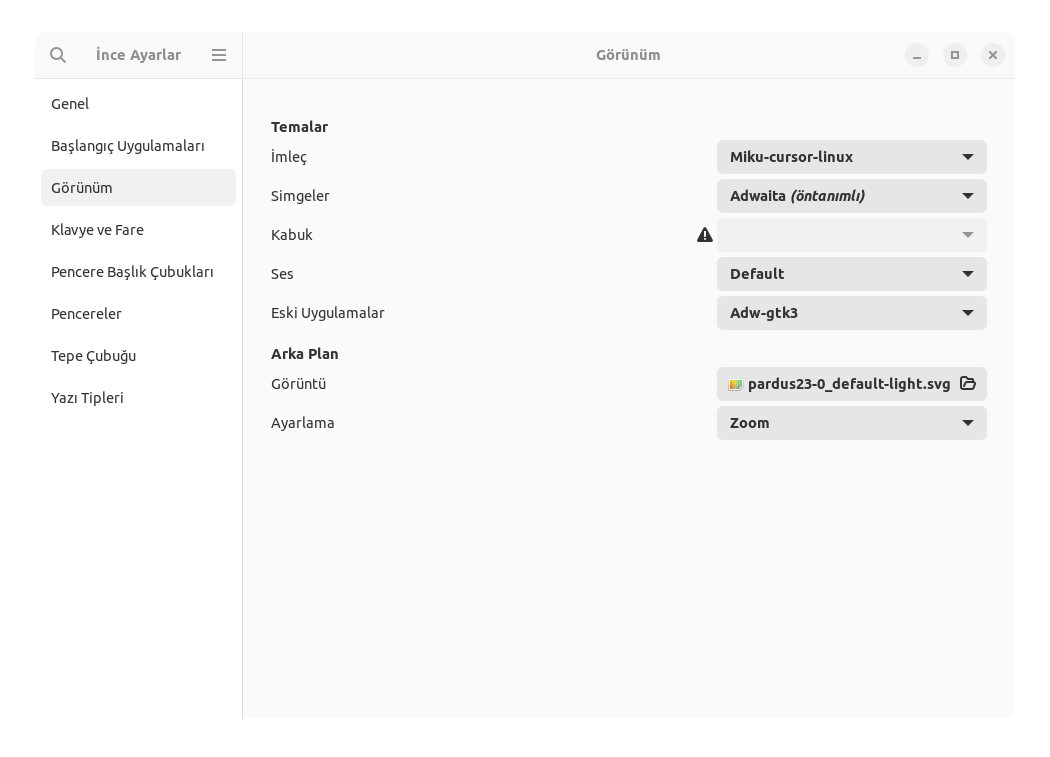 İnce Ayarlar
Görünüm
Genel
Başlangıç Uygulamaları
Görünüm
Klavye ve Fare
Pencere Başlık Çubukları
Pencereler
Tepe Çubuğu
Yazı Tipleri
Temalar
İmleç Miku-cursor-linux
Simgeler Adwaita (öntanımlı)
Kabuk
Ses Default
Eski Uygulamalar Adw-gtk3
Arka Plan
Görüntü pardus23-0_default-light.svg
Ayarlama Zoom